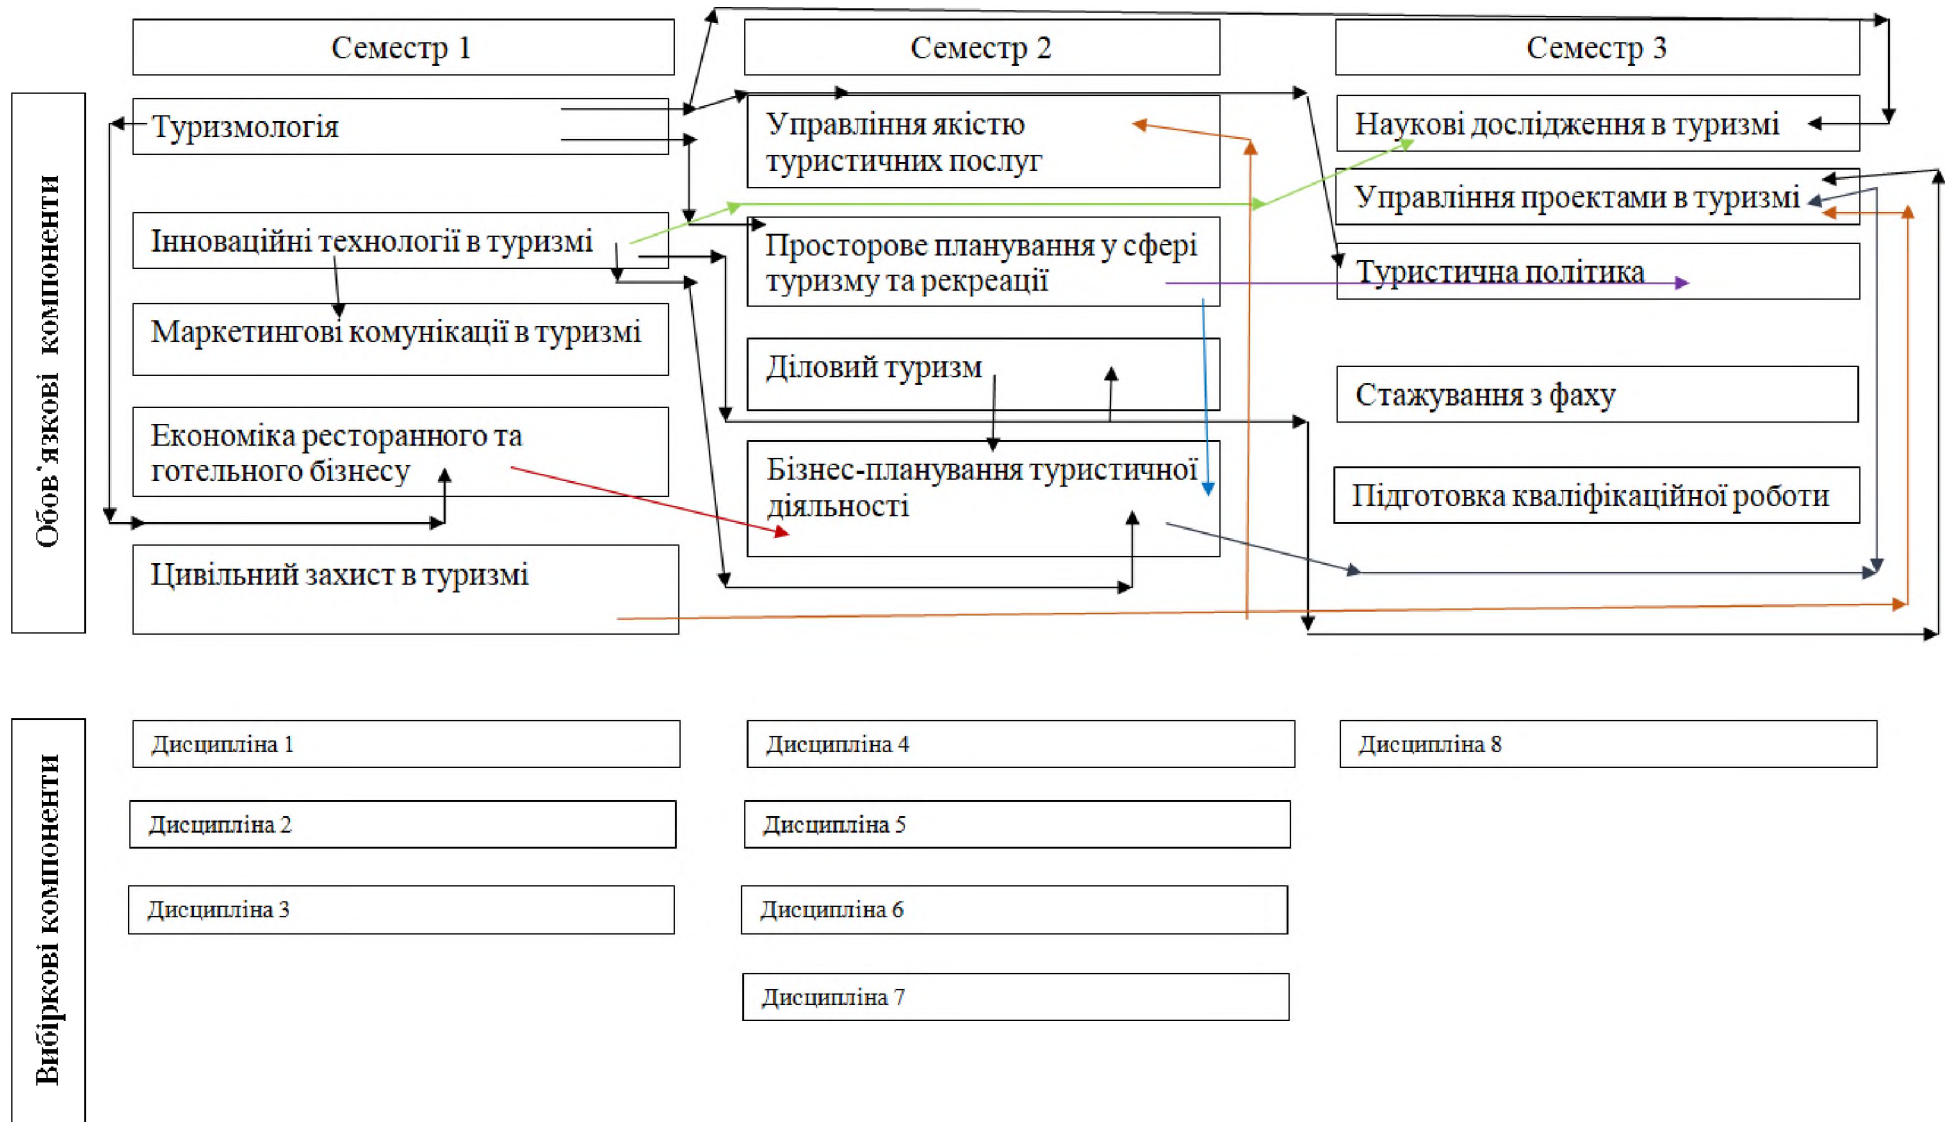 Семестр 1
Семестр 2
Семестр 3
Обов᾽язкові компоненти
Туризмологія
Інноваційні технології в туризмі
Маркетингові комунікації в туризмі
Економіка ресторанного та
готельного бізнесу
Цивільний захист в туризмі
Управління якістю
туристичних послуг
Просторове планування у сфері
туризму та рекреації
Діловий туризм
Бізнес-планування туристичної
діяльності
Наукові дослідження в туризмі
Управління проектами в туризмі
Туристична політика
Стажування з фаху
Підготовка кваліфікаційної роботи
Вибіркові компоненти
Дисципліна 1
Дисципліна 2
Дисципліна 3
Дисципліна 4
Дисципліна 5
Дисципліна 6
Дисципліна 7
Дисципліна 8